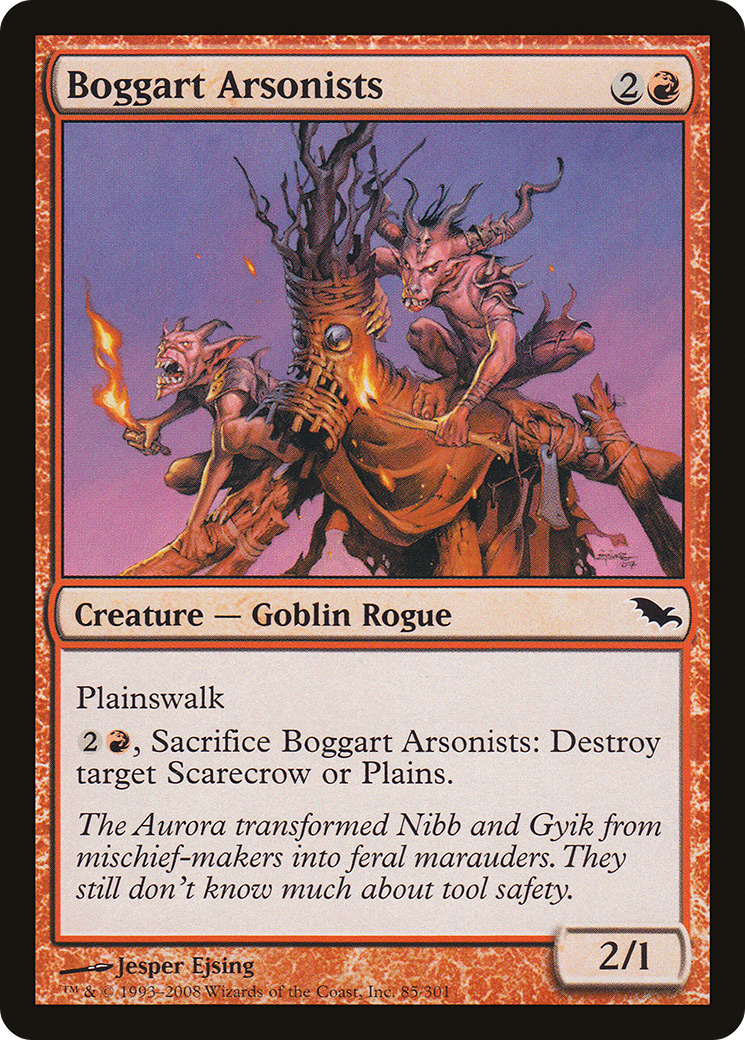 Boggart Arsonists 2
Creature — Goblin Rogue
Plainswalk
2 , Sacrifice Boggart Arsonists: Destroy
target Scarecrow or Plains.
The Aurora transformed Nibb and Gyik from
mischief-makers into feral marauders. They
still don't know much about tool safety.
2/1
Jesper Ejsing
™ & © 1993–2008 Wizards of the Coast, Inc. 85/301